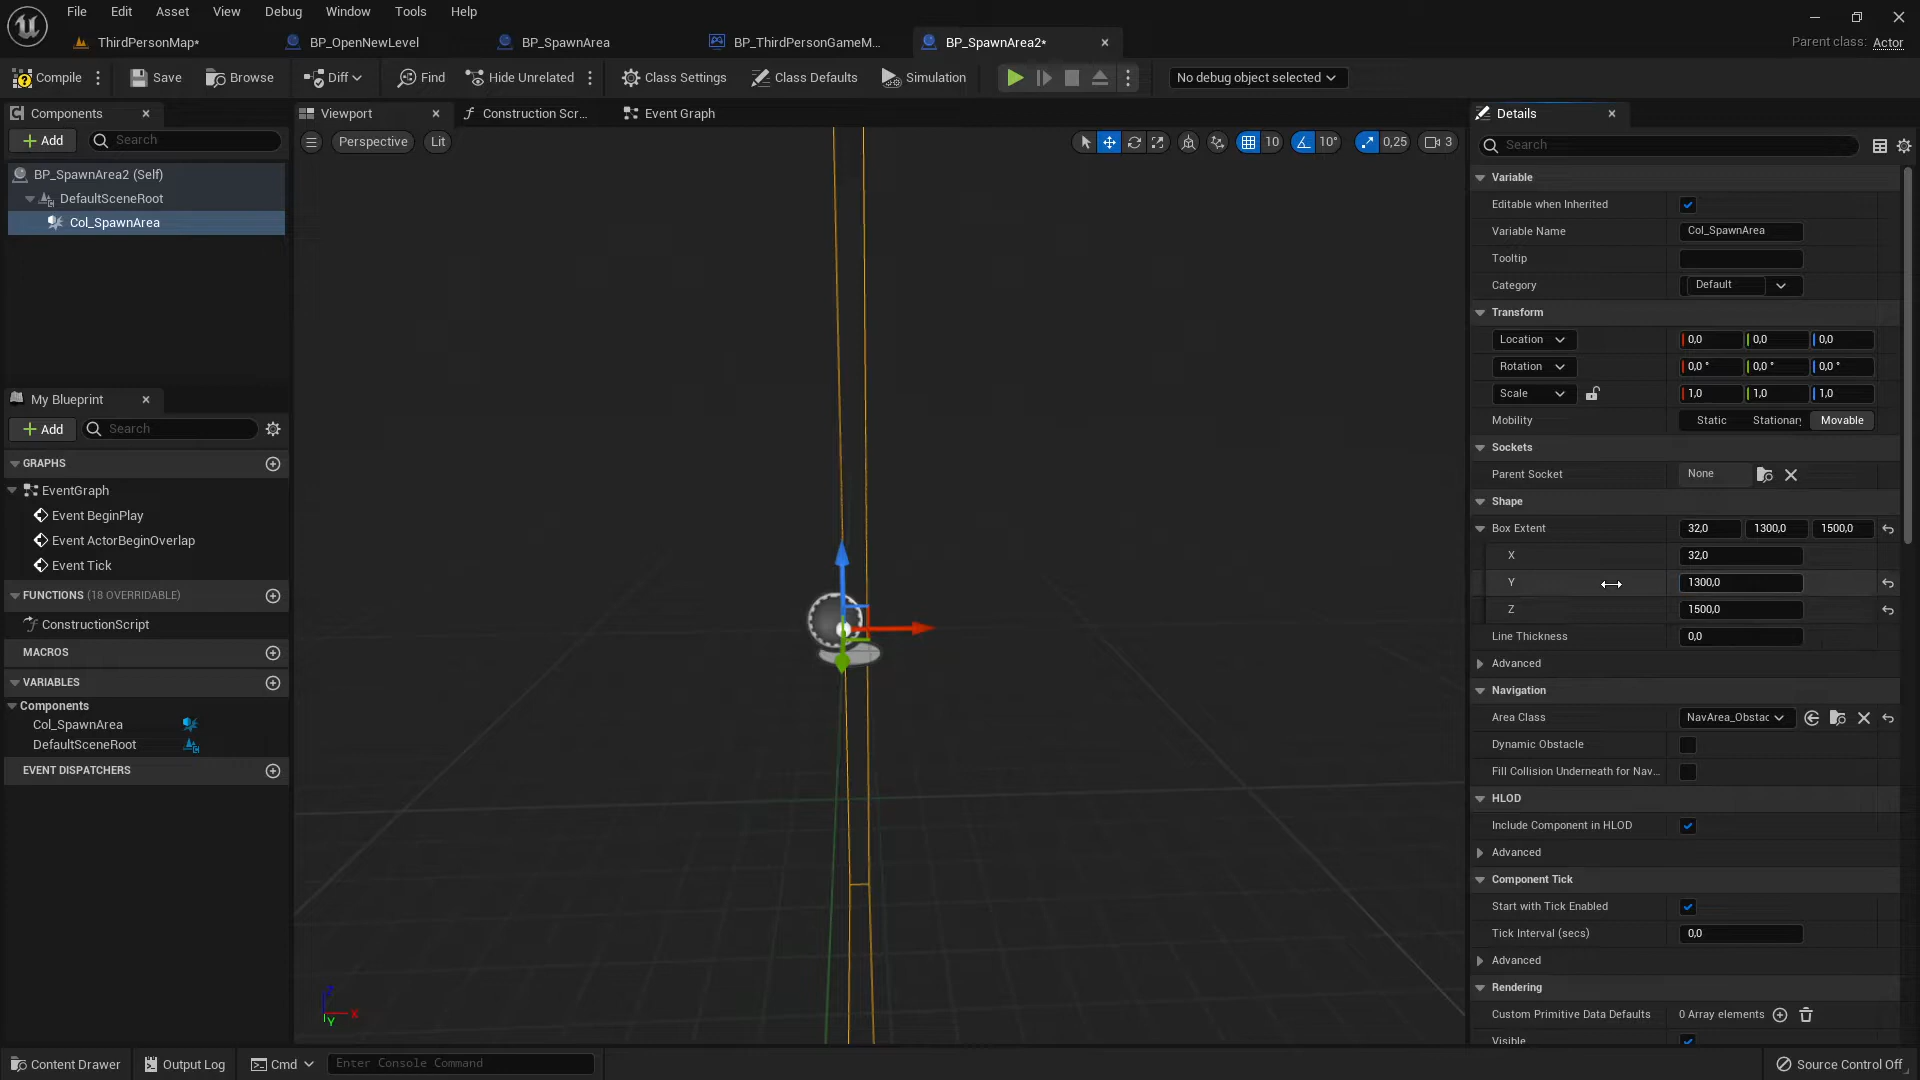 File Edit Asset View Debug Window Tools Help
ThirdPersonMap* BP_OpenNewLevel BP_SpawnArea BP_ThirdPersonGameM... BP_SpawnArea2* Parent class: Actor
Compile Save Browse Diff Find Hide Unrelated Class Settings Class Defaults Simulation No debug object selected
Components Viewport Construction Scr... Event Graph Details
Add Search Perspective Lit 10 10° 0,25 3 Search
BP_SpawnArea2 (Self)
DefaultSceneRoot
Col_SpawnArea
My Blueprint
Add Search
GRAPHS
EventGraph
Event BeginPlay
Event ActorBeginOverlap
Event Tick
FUNCTIONS (18 OVERRIDABLE)
ConstructionScript
MACROS
VARIABLES
Components
Col_SpawnArea
DefaultSceneRoot
EVENT DISPATCHERS
Z X Y
Variable
Editable when Inherited
Variable Name Col_SpawnArea
Tooltip
Category Default
Transform
Location 0,0 0,0 0,0
Rotation 0,0 ° 0,0 ° 0,0 °
Scale 1,0 1,0 1,0
Mobility Static Stationary Movable
Sockets
Parent Socket None
Shape
Box Extent 32,0 1300,0 1500,0
X 32,0
Y 1300,0
Z 1500,0
Line Thickness 0,0
Advanced
Navigation
Area Class NavArea_Obstac
Dynamic Obstacle
Fill Collision Underneath for Nav...
HLOD
Include Component in HLOD
Advanced
Component Tick
Start with Tick Enabled
Tick Interval (secs) 0,0
Advanced
Rendering
Custom Primitive Data Defaults 0 Array elements
Visible
Content Drawer Output Log Cmd Enter Console Command Source Control Off